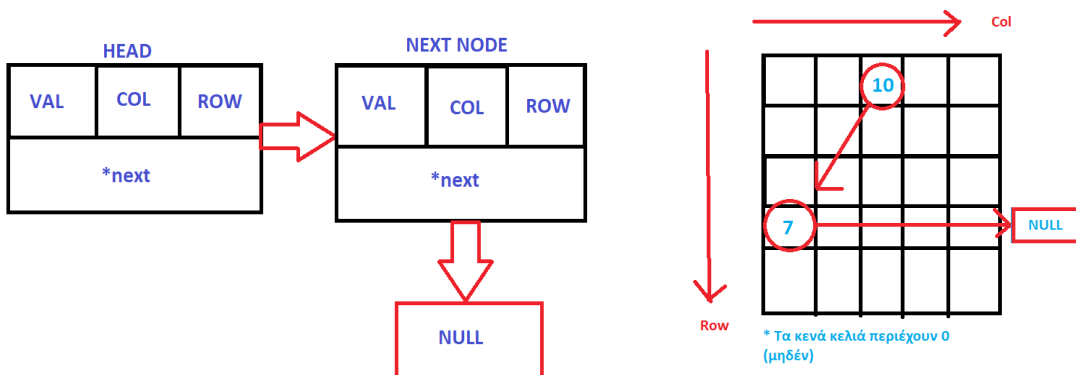 HEAD
VAL
COL
ROW
*next
NEXT NODE
VAL
COL
ROW
*next
NULL
Col
Row
10
7
NULL
* Τα κενά κελιά περιέχουν 0
(μηδέν)